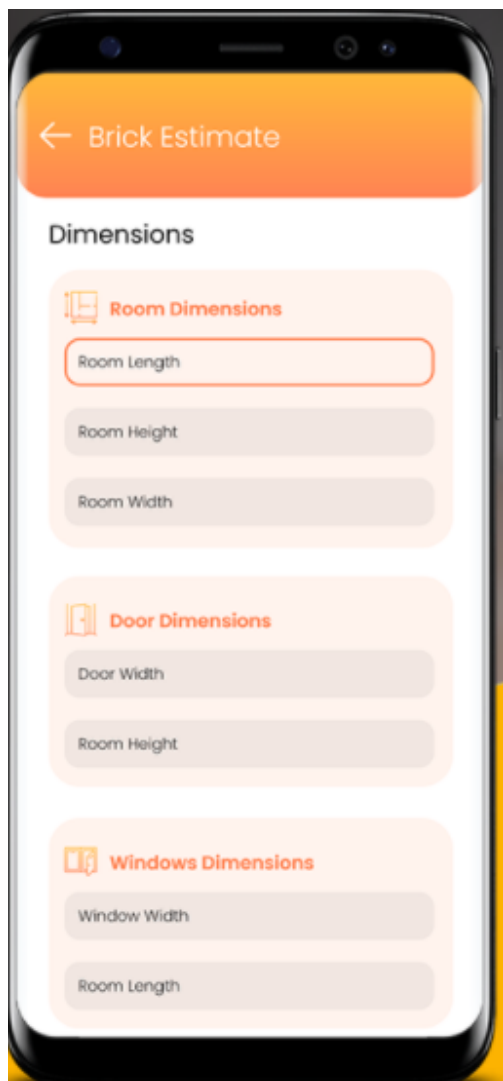 Brick Estimate
Dimensions
Room Dimensions
Room Length
Room Height
Room Width
Door Dimensions
Door Width
Room Height
Windows Dimensions
Window Width
Room Length